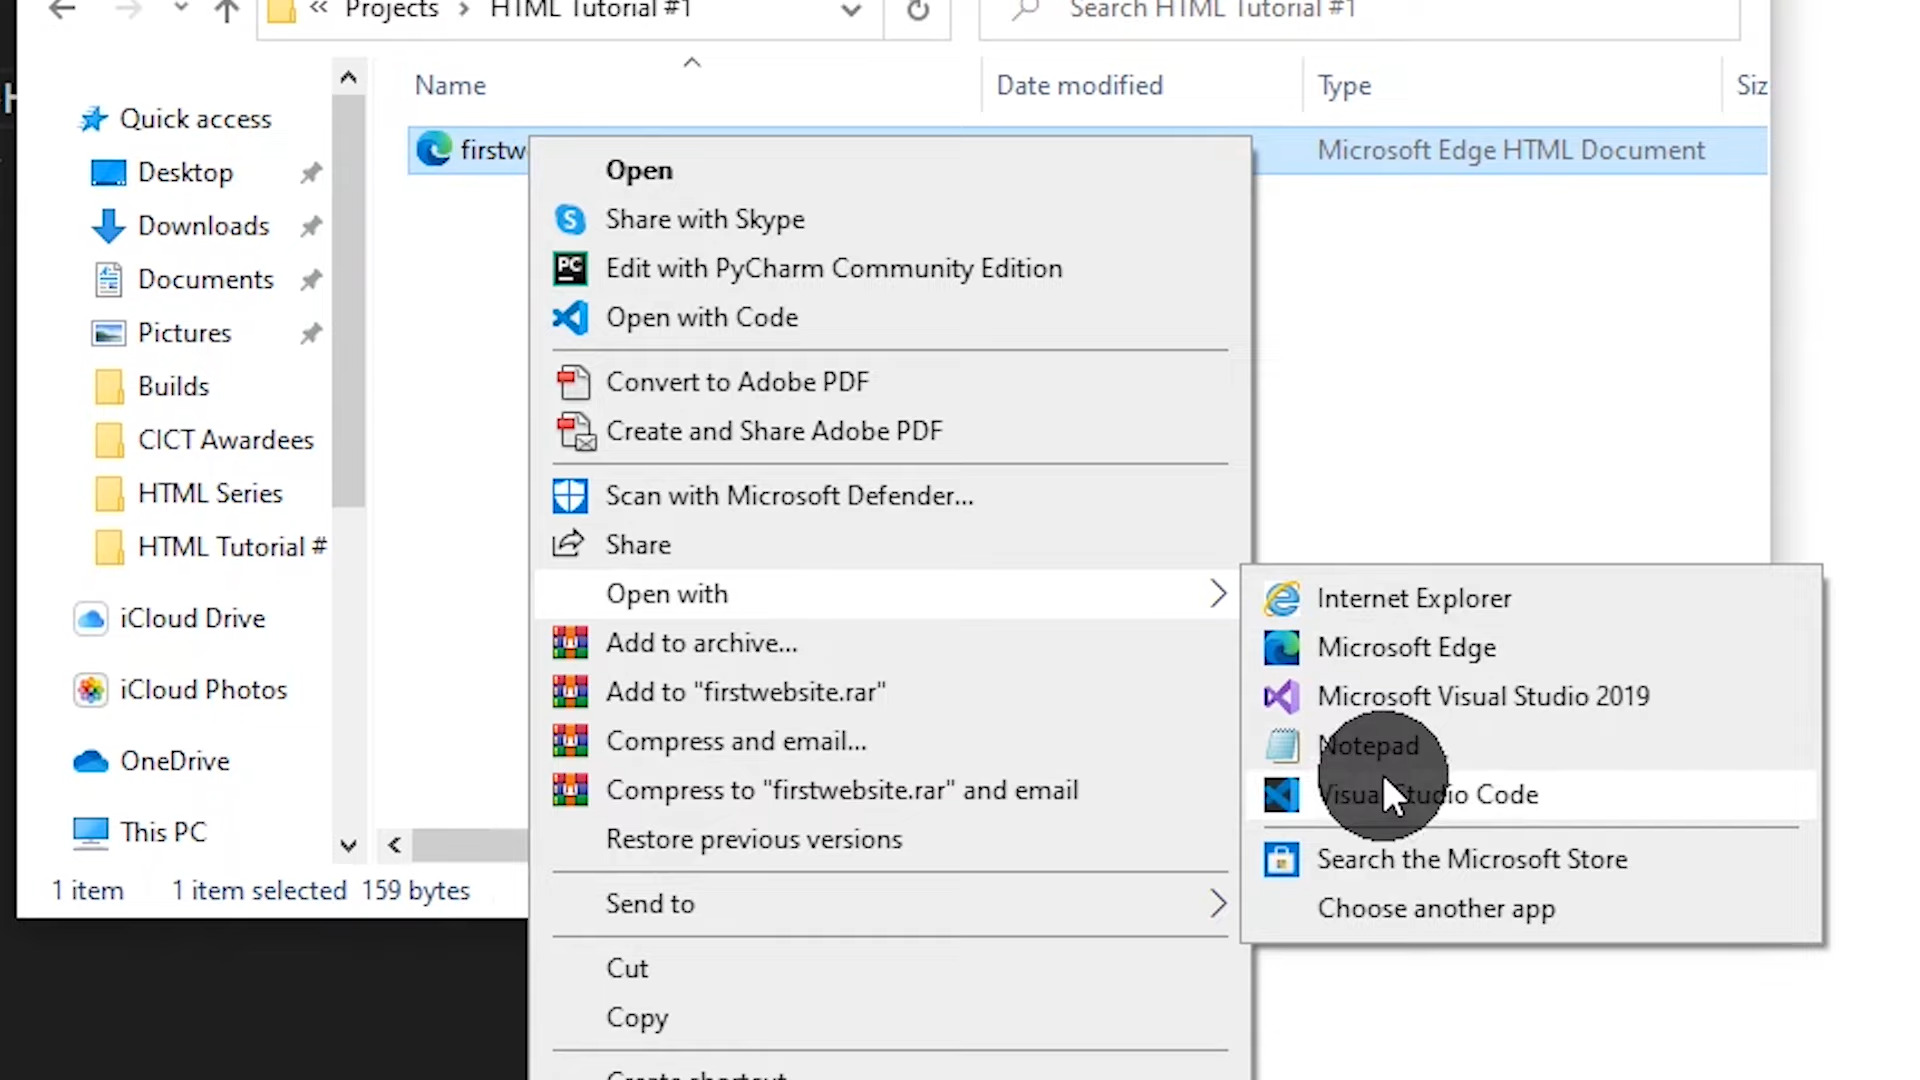 « Projects > HTML Tutorial #1
Search HTML Tutorial #1
Name
Date modified
Type
Siz
Quick access
Desktop
Downloads
Documents
Pictures
Builds
CICT Awardees
HTML Series
HTML Tutorial #
iCloud Drive
iCloud Photos
OneDrive
This PC
firstw
Microsoft Edge HTML Document
Open
Share with Skype
Edit with PyCharm Community Edition
Open with Code
Convert to Adobe PDF
Create and Share Adobe PDF
Scan with Microsoft Defender...
Share
Open with
Add to archive...
Add to "firstwebsite.rar"
Compress and email...
Compress to "firstwebsite.rar" and email
Restore previous versions
Send to
Cut
Copy
Create shortcut
Internet Explorer
Microsoft Edge
Microsoft Visual Studio 2019
Notepad
Visual Studio Code
Search the Microsoft Store
Choose another app
1 item 1 item selected 159 bytes